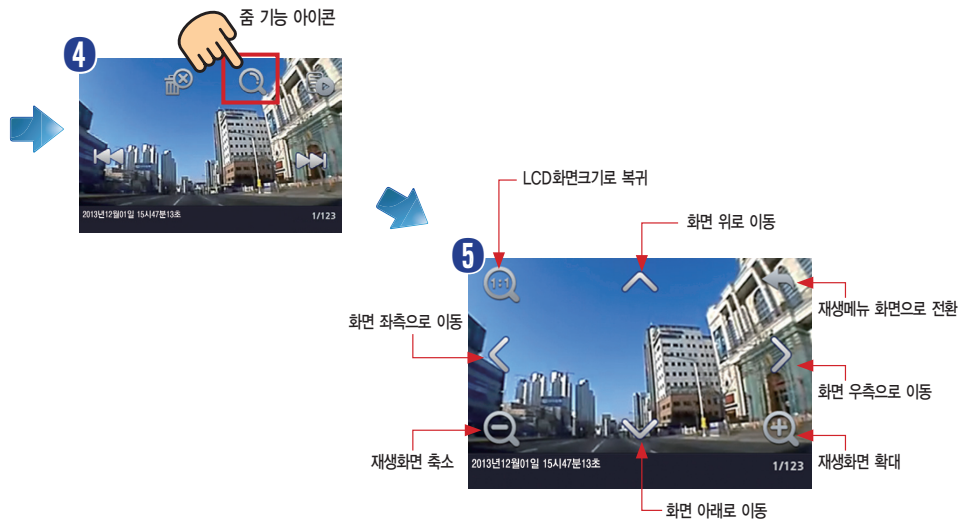 줌 기능 아이콘
4
2013년12월01일 15시47분13초
1/123
LCD화면크기로 복귀
화면 위로 이동
5
1:1
재생메뉴 화면으로 전환
화면 좌측으로 이동
화면 우측으로 이동
재생화면 축소
2013년12월01일 15시47분13초
1/123
재생화면 확대
화면 아래로 이동